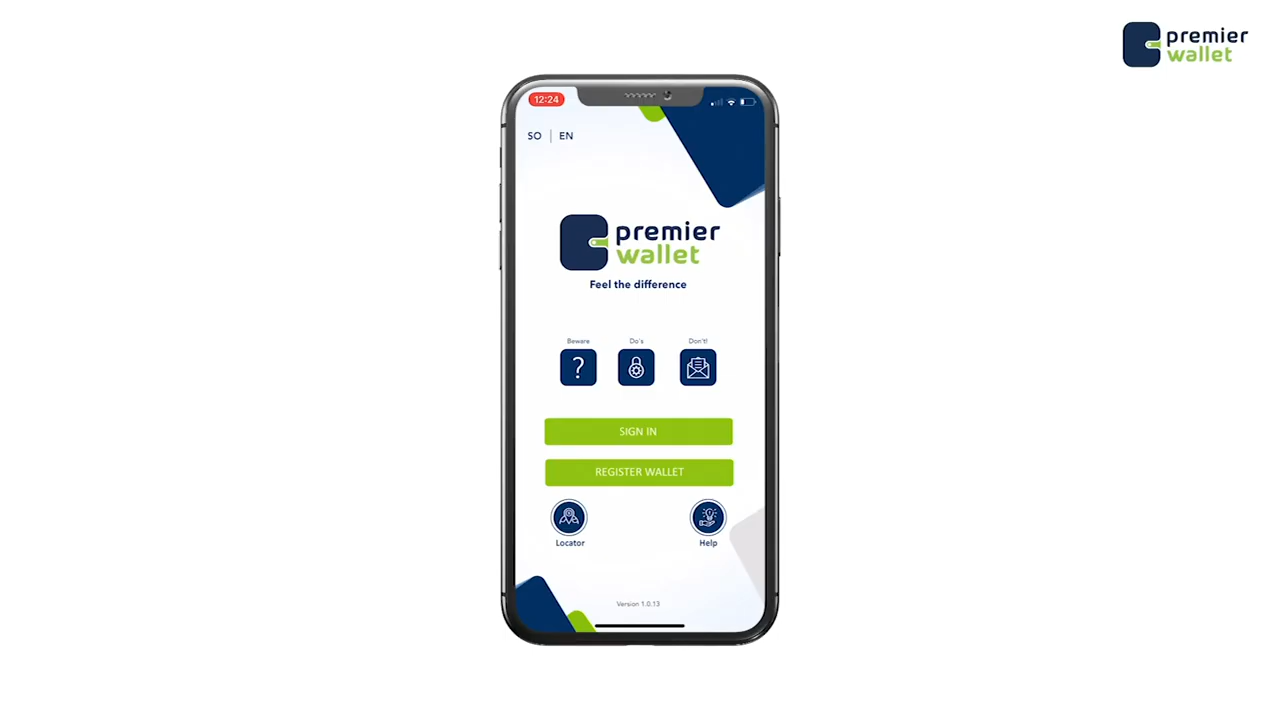 premier
wallet
12:24
SO | EN
premier
wallet
Feel the difference
Beware
Do's
Don't!
SIGN IN
REGISTER WALLET
Locator
Help
Version 1.0.13